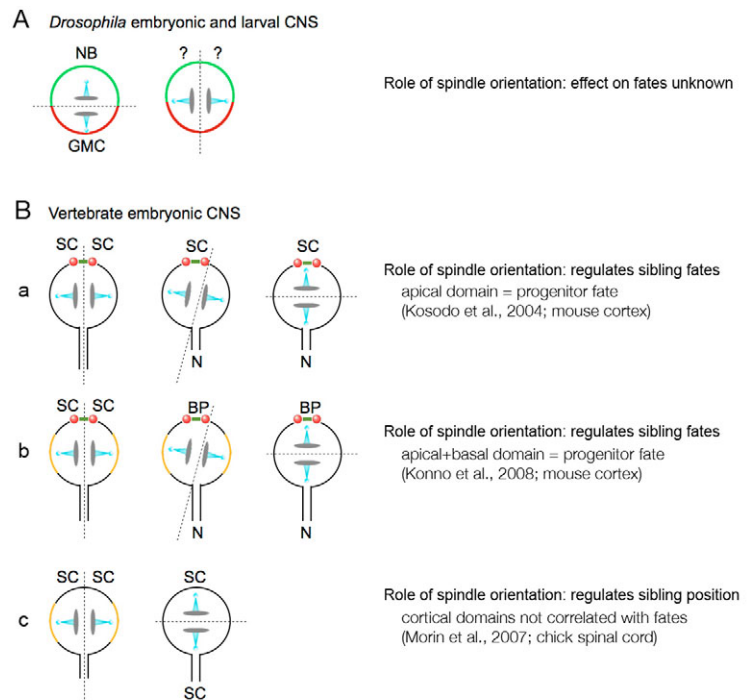 A Drosophila embryonic and larval CNS
NB ? ?
GMC
Role of spindle orientation: effect on fates unknown
B Vertebrate embryonic CNS
a
SC SC SC SC
N N
Role of spindle orientation: regulates sibling fates
apical domain = progenitor fate
(Kosodo et al., 2004; mouse cortex)
b
SC SC BP BP
N N
Role of spindle orientation: regulates sibling fates
apical+basal domain = progenitor fate
(Konno et al., 2008; mouse cortex)
c
SC SC SC
SC
Role of spindle orientation: regulates sibling position
cortical domains not correlated with fates
(Morin et al., 2007; chick spinal cord)